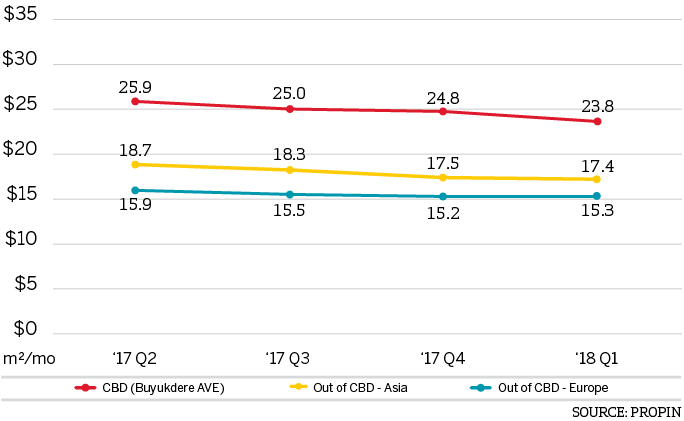 $35
$30
25.9 25.0 24.8 23.8
$25
$20
18.7 18.3 17.5 17.4
$15
15.9 15.5 15.2 15.3
$10
$5
$0
m²/mo ‘17 Q2 ‘17 Q3 ‘17 Q4 ‘18 Q1
CBD (Buyukdere AVE) Out of CBD - Asia Out of CBD - Europe
SOURCE: PROPIN